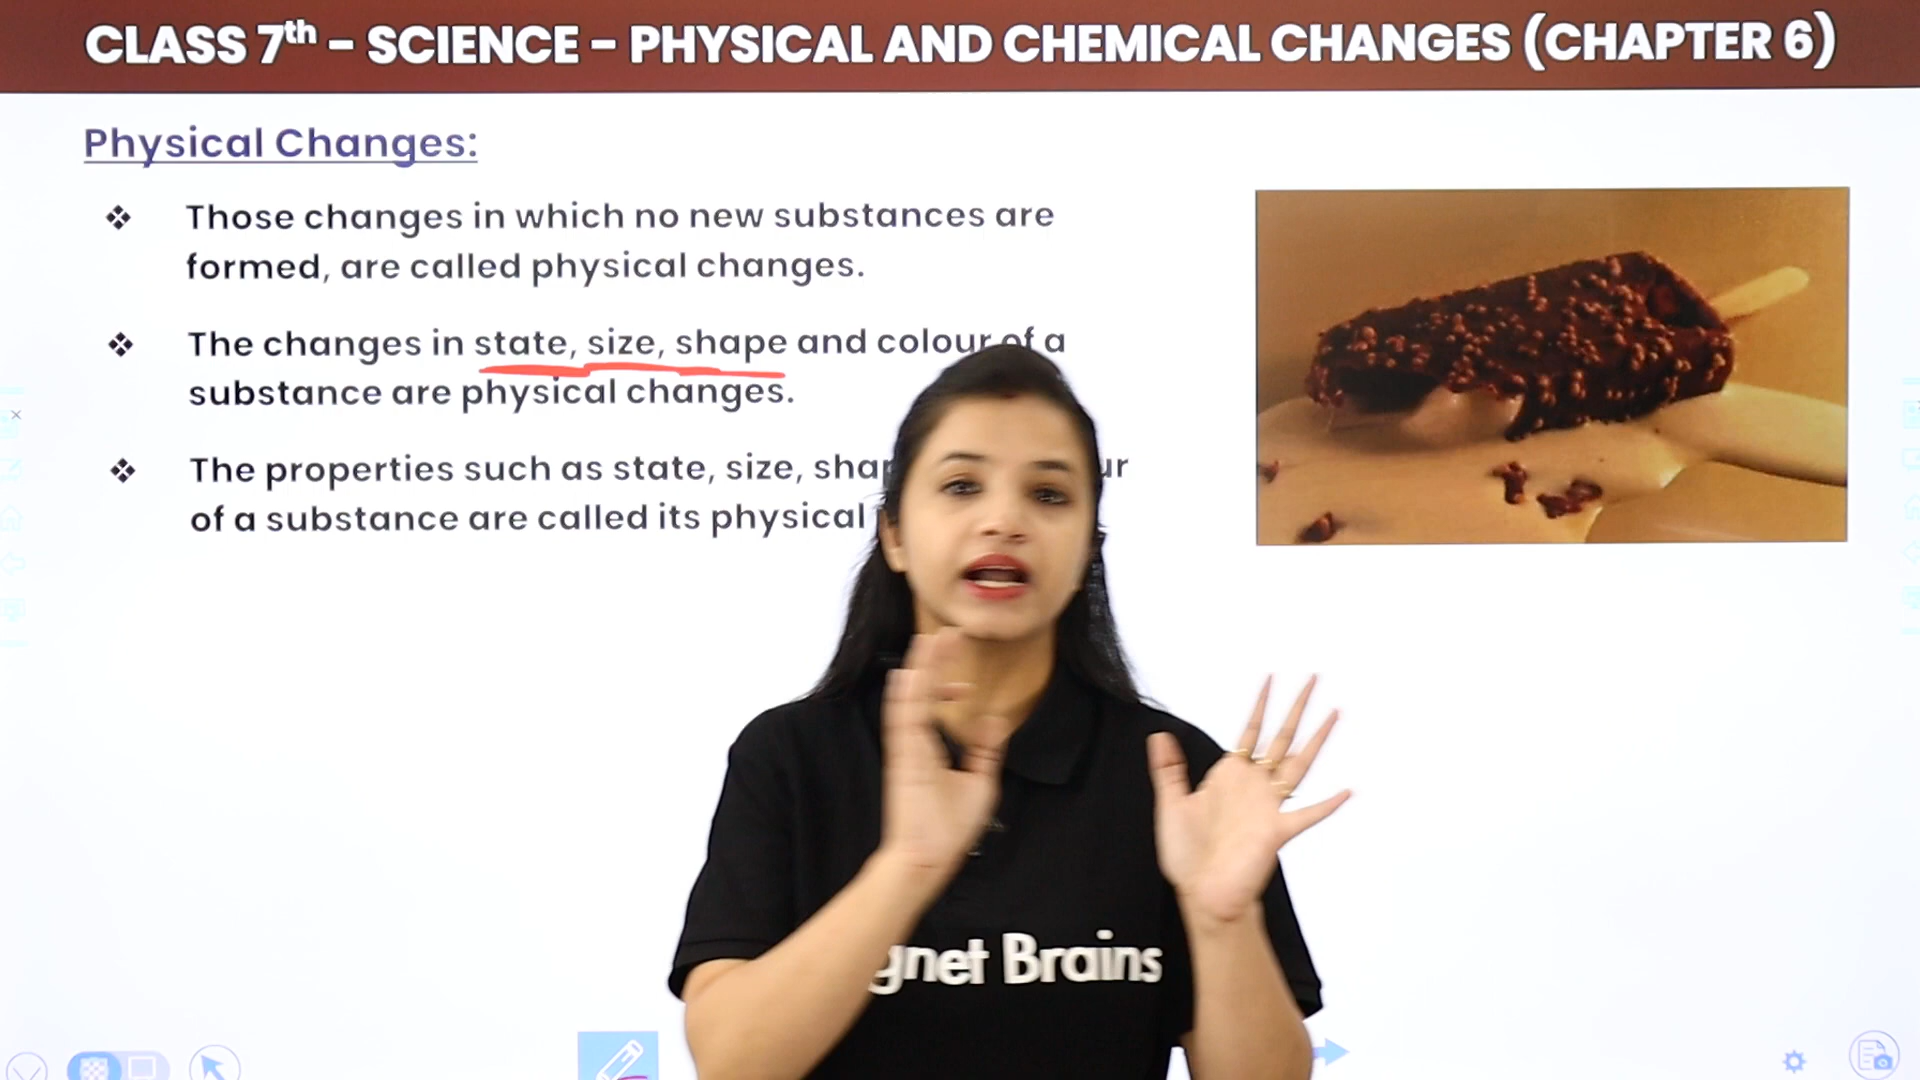 CLASS 7th – SCIENCE – PHYSICAL AND CHEMICAL CHANGES (CHAPTER 6)
Physical Changes:
❖ Those changes in which no new substances are
formed, are called physical changes.
❖ The changes in state, size, shape and colour of a
substance are physical changes.
❖ The properties such as state, size,
of a substance are called its physical
Brains